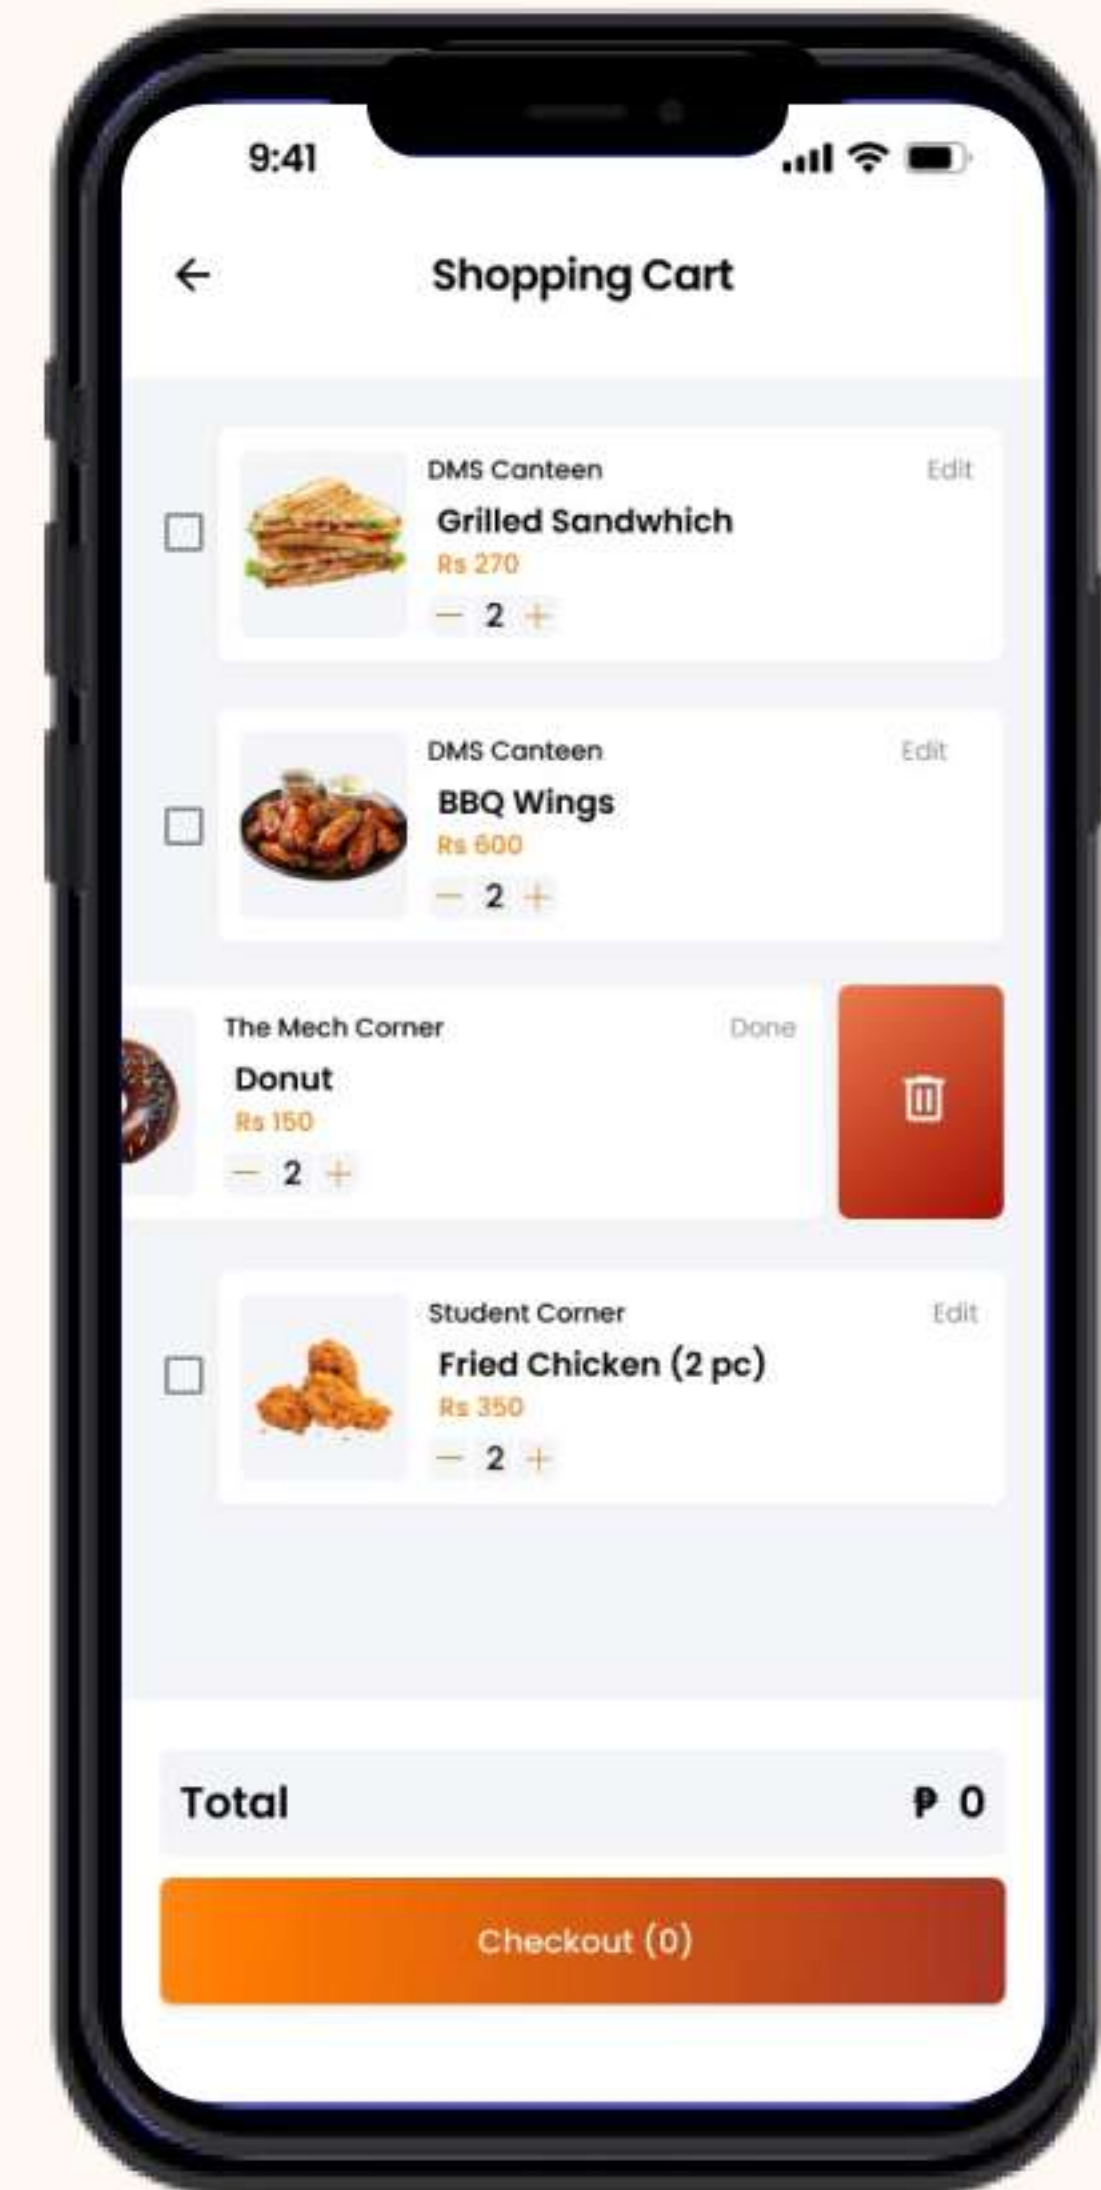 9:41
Shopping Cart
DMS Canteen Edit
Grilled Sandwhich
Rs 270
− 2 +
DMS Canteen Edit
BBQ Wings
Rs 600
− 2 +
The Mech Corner Done
Donut
Rs 150
− 2 +
Student Corner Edit
Fried Chicken (2 pc)
Rs 350
− 2 +
Total ₱ 0
Checkout (0)